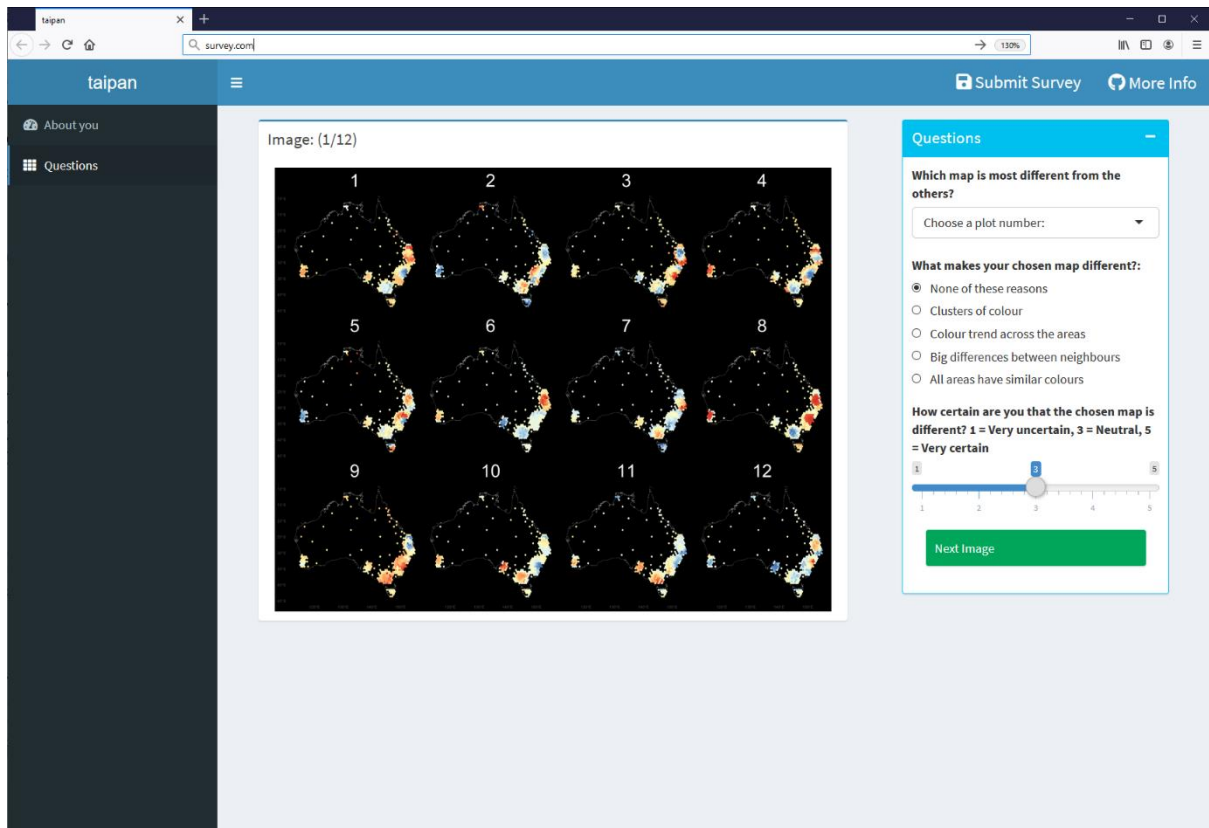 taipan
survey.com
130%
taipan
Submit Survey
More Info
About you
Questions
Image: (1/12)
1 2 3 4
5 6 7 8
9 10 11 12
Questions
Which map is most different from the
others?
Choose a plot number:
What makes your chosen map different?:
None of these reasons
Clusters of colour
Colour trend across the areas
Big differences between neighbours
All areas have similar colours
How certain are you that the chosen map is
different? 1 = Very uncertain, 3 = Neutral, 5
= Very certain
1 3 5
1 2 3 4 5
Next Image